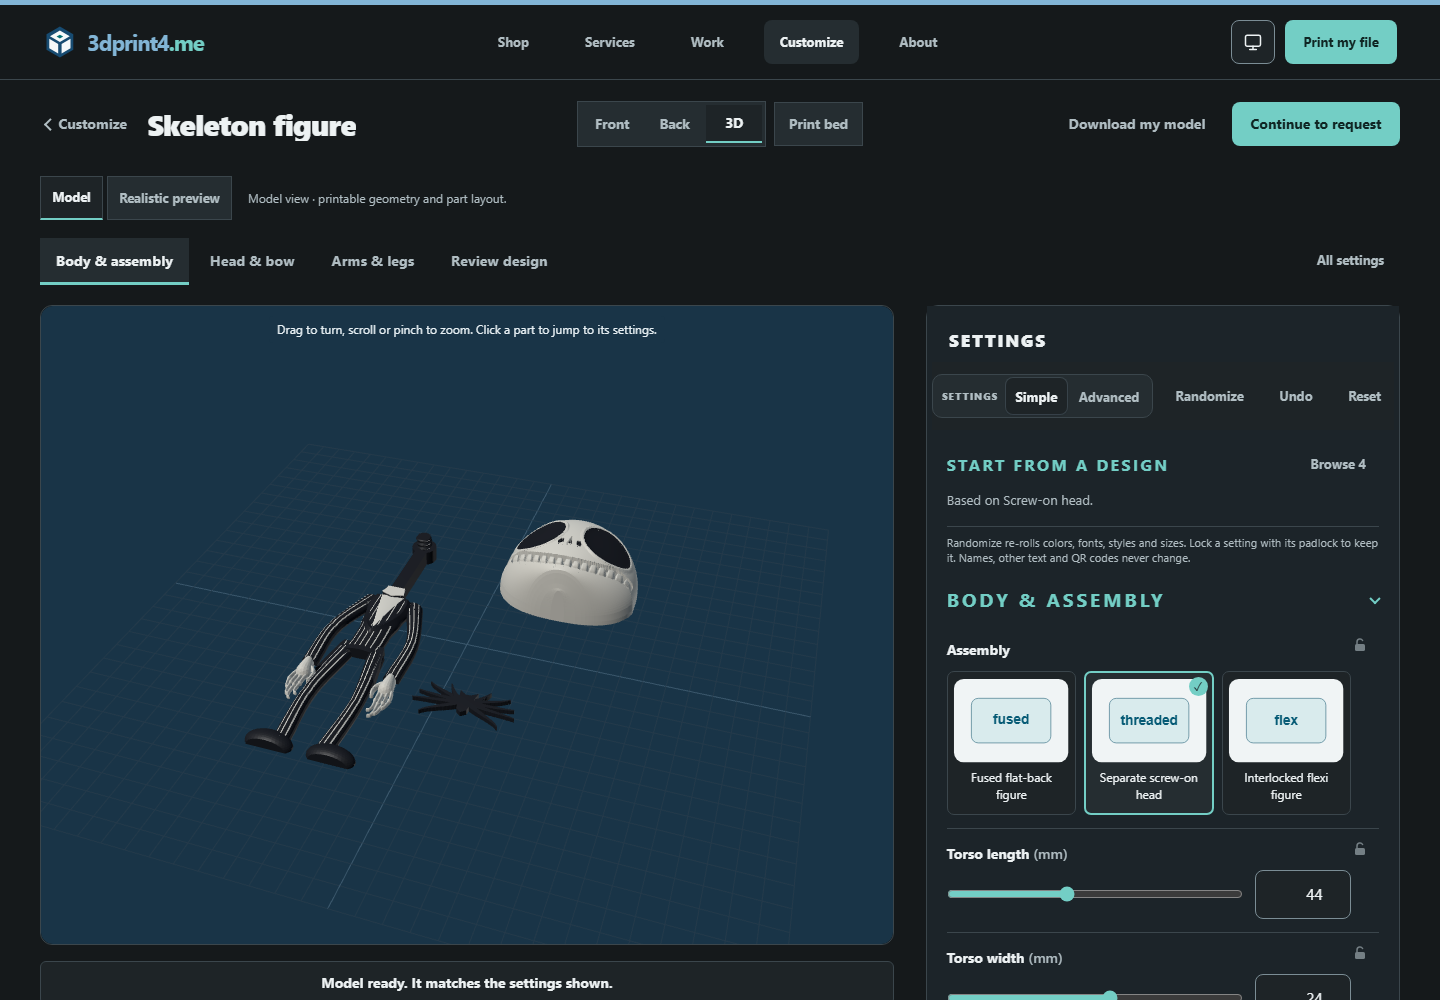 3dprint4.me
Shop
Services
Work
Customize
About
Print my file
Customize
Skeleton figure
Front
Back
3D
Print bed
Download my model
Continue to request
Model
Realistic preview
Model view · printable geometry and part layout.
Body & assembly
Head & bow
Arms & legs
Review design
All settings
Drag to turn, scroll or pinch to zoom. Click a part to jump to its settings.
Model ready. It matches the settings shown.
SETTINGS
SETTINGS
Simple
Advanced
Randomize
Undo
Reset
START FROM A DESIGN
Browse 4
Based on Screw-on head.
Randomize re-rolls colors, fonts, styles and sizes. Lock a setting with its padlock to keep
it. Names, other text and QR codes never change.
BODY & ASSEMBLY
Assembly
fused
threaded
flex
Fused flat-back
figure
Separate screw-on
head
Interlocked flexi
figure
Torso length (mm)
44
Torso width (mm)
24